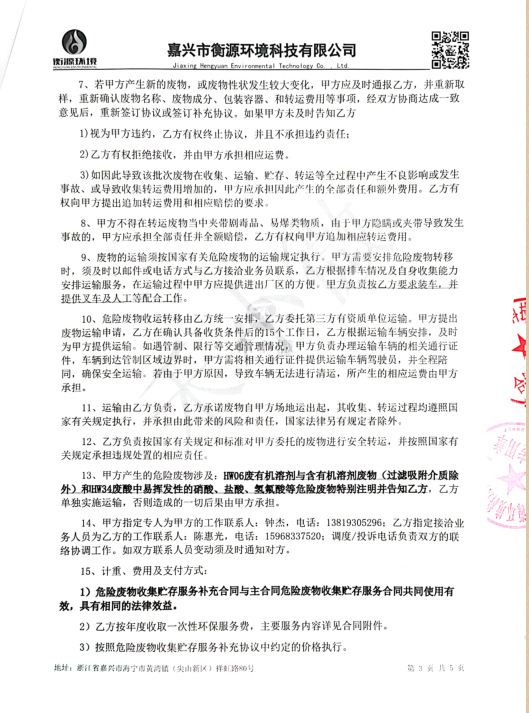 衡源环境
嘉兴市衡源环境科技有限公司
Jiaxing Hengyuan Environmental Technology Co. , Ltd.
7、若甲方产生新的废物，或废物性状发生较大变化，甲方应及时通报乙方，并重新取
样，重新确认废物名称、废物成分、包装容器、和转运费用等事项，经双方协商达成一致
意见后，重新签订协议或签订补充协议。如果甲方未及时告知乙方
1)视为甲方违约，乙方有权终止协议，并且不承担违约责任；
2)乙方有权拒绝接收，并由甲方承担相应运费。
3)如因此导致该批次废物在收集、运输、贮存、转运等全过程中产生不良影响或发生
事故、或导致收集转运费用增加的，甲方应承担因此产生的全部责任和额外费用。乙方有
权向甲方提出追加转运费用和相应赔偿的要求。
8、甲方不得在转运废物当中夹带剧毒品、易爆类物质，由于甲方隐瞒或夹带导致发生
事故的，甲方应承担全部责任并全额赔偿，乙方有权向甲方追加相应转运费用。
9、废物的运输须按国家有关危险废物的运输规定执行。甲方需要安排危险废物转移
时，须及时以邮件或电话方式与乙方接洽业务员联系，乙方根据排车情况及自身收集能力
安排运输服务，在运输过程中甲方应提供进出厂区的方便。甲方负责按乙方要求装车，并
提供叉车及人工等配合工作。
10、危险废物收运转移由乙方统一安排，乙方委托第三方有资质单位运输。甲方提出
废物运输申请，乙方在确认具备收货条件后的15个工作日，乙方根据运输车辆安排，及时
为甲方提供运输。如遇管制、限行等交通管理情况，甲方负责办理运输车辆的相关通行证
件，车辆到达管制区域边界时，甲方需将相关通行证件提供运输车辆驾驶员，并全程陪
同，确保安全运输。若由于甲方原因，导致车辆无法进行清运，所产生的相应运费由甲方
承担。
11、运输由乙方负责，乙方承诺废物自甲方场地运出起，其收集、转运过程均遵照国
家有关规定执行，并承担由此带来的风险和责任，国家法律另有规定者除外。
12、乙方负责按国家有关规定和标准对甲方委托的废物进行安全转运，并按照国家有
关规定承担违规处置的相应责任。
13、甲方产生的危险废物涉及：HW06废有机溶剂与含有机溶剂废物（过滤吸附介质除
外）和HW34废酸中易挥发性的硝酸、盐酸、氢氟酸等危险废物特别注明并告知乙方，乙方
单独实施运输，否则造成的一切后果由甲方承担。
14、甲方指定专人为甲方的工作联系人：钟杰，电话：13819305296；乙方指定接洽业
务人员为乙方的工作联系人：陈惠光，电话：15968337520；调度/投诉电话负责双方的联
络协调工作。如双方联系人员变动须及时通知对方。
15、计重、费用及支付方式：
1）危险废物收集贮存服务补充合同与主合同危险废物收集贮存服务合同共同使用有
效，具有相同的法律效益。
2）乙方按年度收取一次性环保服务费，主要服务内容详见合同附件。
3）按照危险废物收集贮存服务补充协议中约定的价格执行。
地址：浙江省嘉兴市海宁市黄湾镇（尖山新区）祥虹路80号
第 3 页 共 5 页